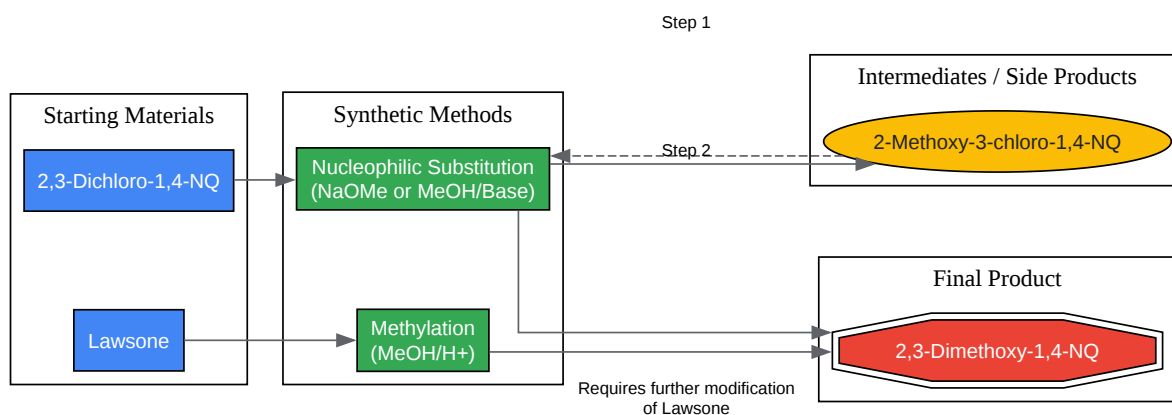 Step 1
Intermediates / Side Products
Starting Materials
Synthetic Methods
2-Methoxy-3-chloro-1,4-NQ
2,3-Dichloro-1,4-NQ
Nucleophilic Substitution
(NaOMe or MeOH/Base)
Step 2
Final Product
Lawsone
Methylation
(MeOH/H+)
2,3-Dimethoxy-1,4-NQ
Requires further modification
of Lawsone